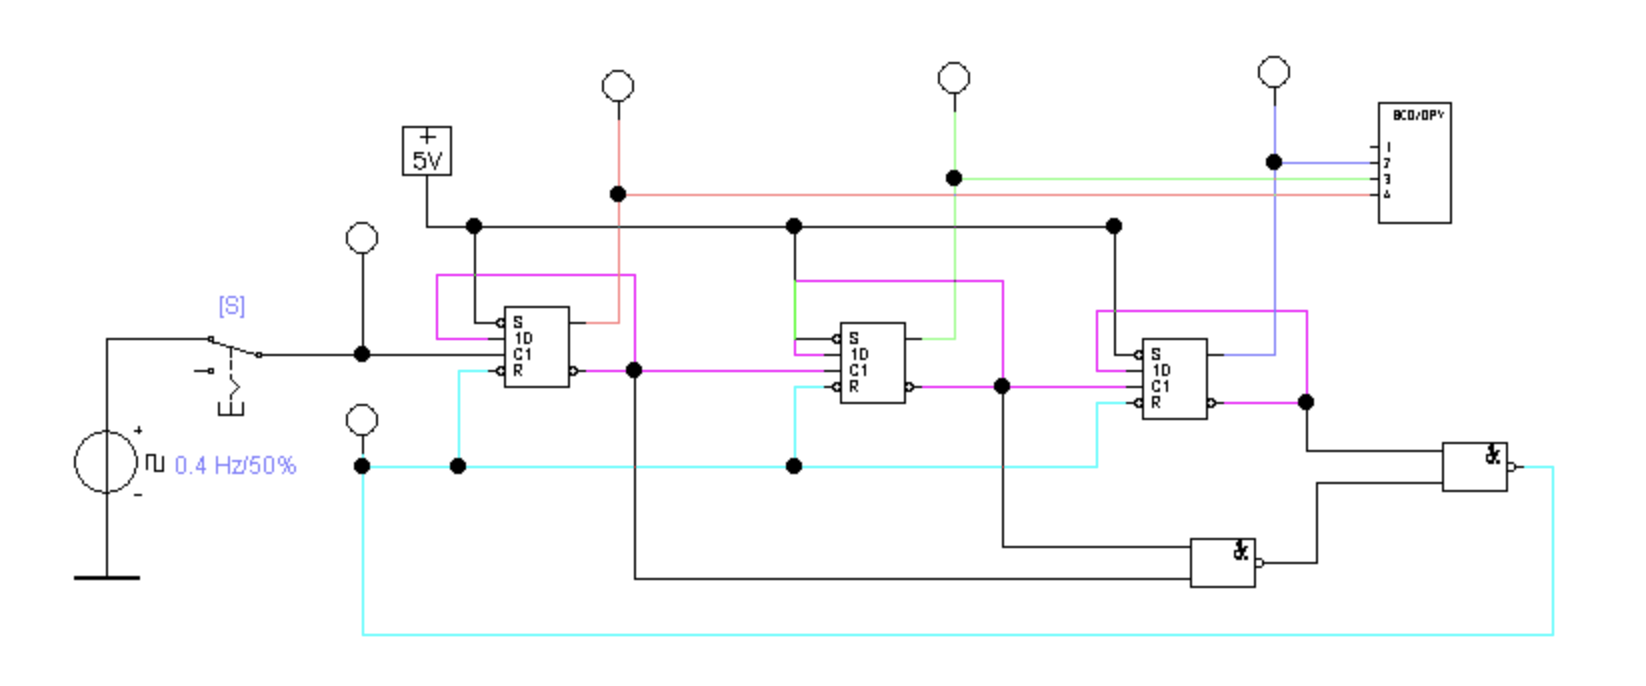 BCD/DPY
+
5V
1
2
3
4
[S]
S
1D
C1
R
S
1D
C1
R
S
1D
C1
R
+
0.4 Hz/50%
-
&
&